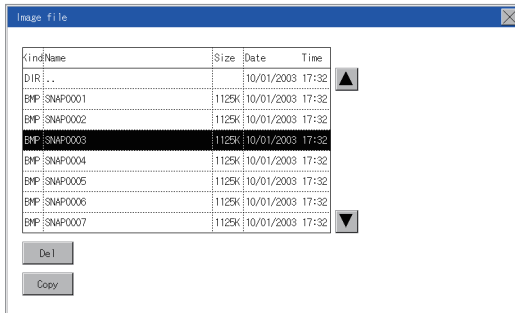 Image file
Kind Name Size Date Time
DIR .. 10/01/2003 17:32
BMP SNAP0001 1125K 10/01/2003 17:32
BMP SNAP0002 1125K 10/01/2003 17:32
BMP SNAP0003 1125K 10/01/2003 17:32
BMP SNAP0004 1125K 10/01/2003 17:32
BMP SNAP0005 1125K 10/01/2003 17:32
BMP SNAP0006 1125K 10/01/2003 17:32
BMP SNAP0007 1125K 10/01/2003 17:32
Del
Copy